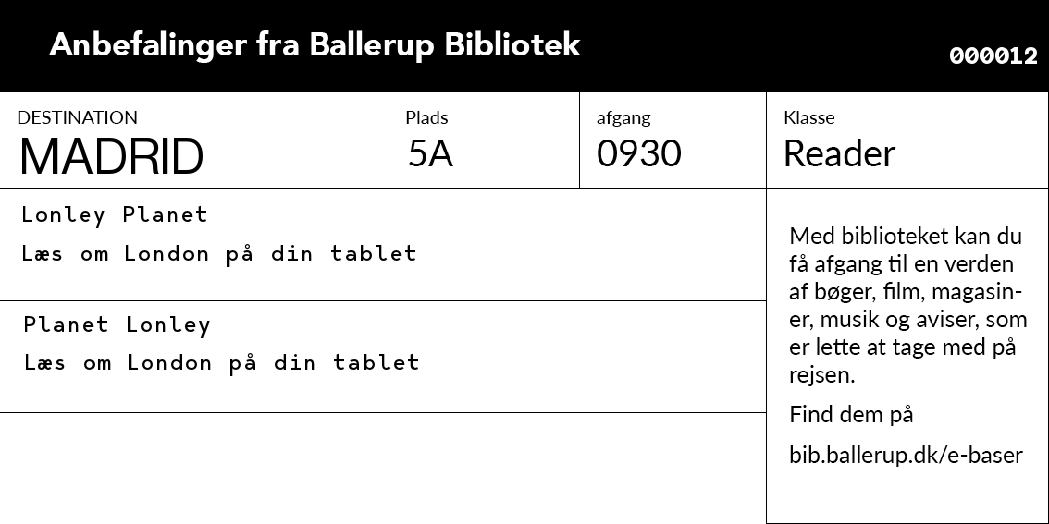 Anbefalinger fra Ballerup Bibliotek
000012
DESTINATION
MADRID
Plads
5A
afgang
0930
Klasse
Reader
Lonley Planet
Læs om London på din tablet
Planet Lonley
Læs om London på din tablet
Med biblioteket kan du
få afgang til en verden
af bøger, film, magasin-
er, musik og aviser, som
er lette at tage med på
rejsen.
Find dem på
bib.ballerup.dk/e-baser